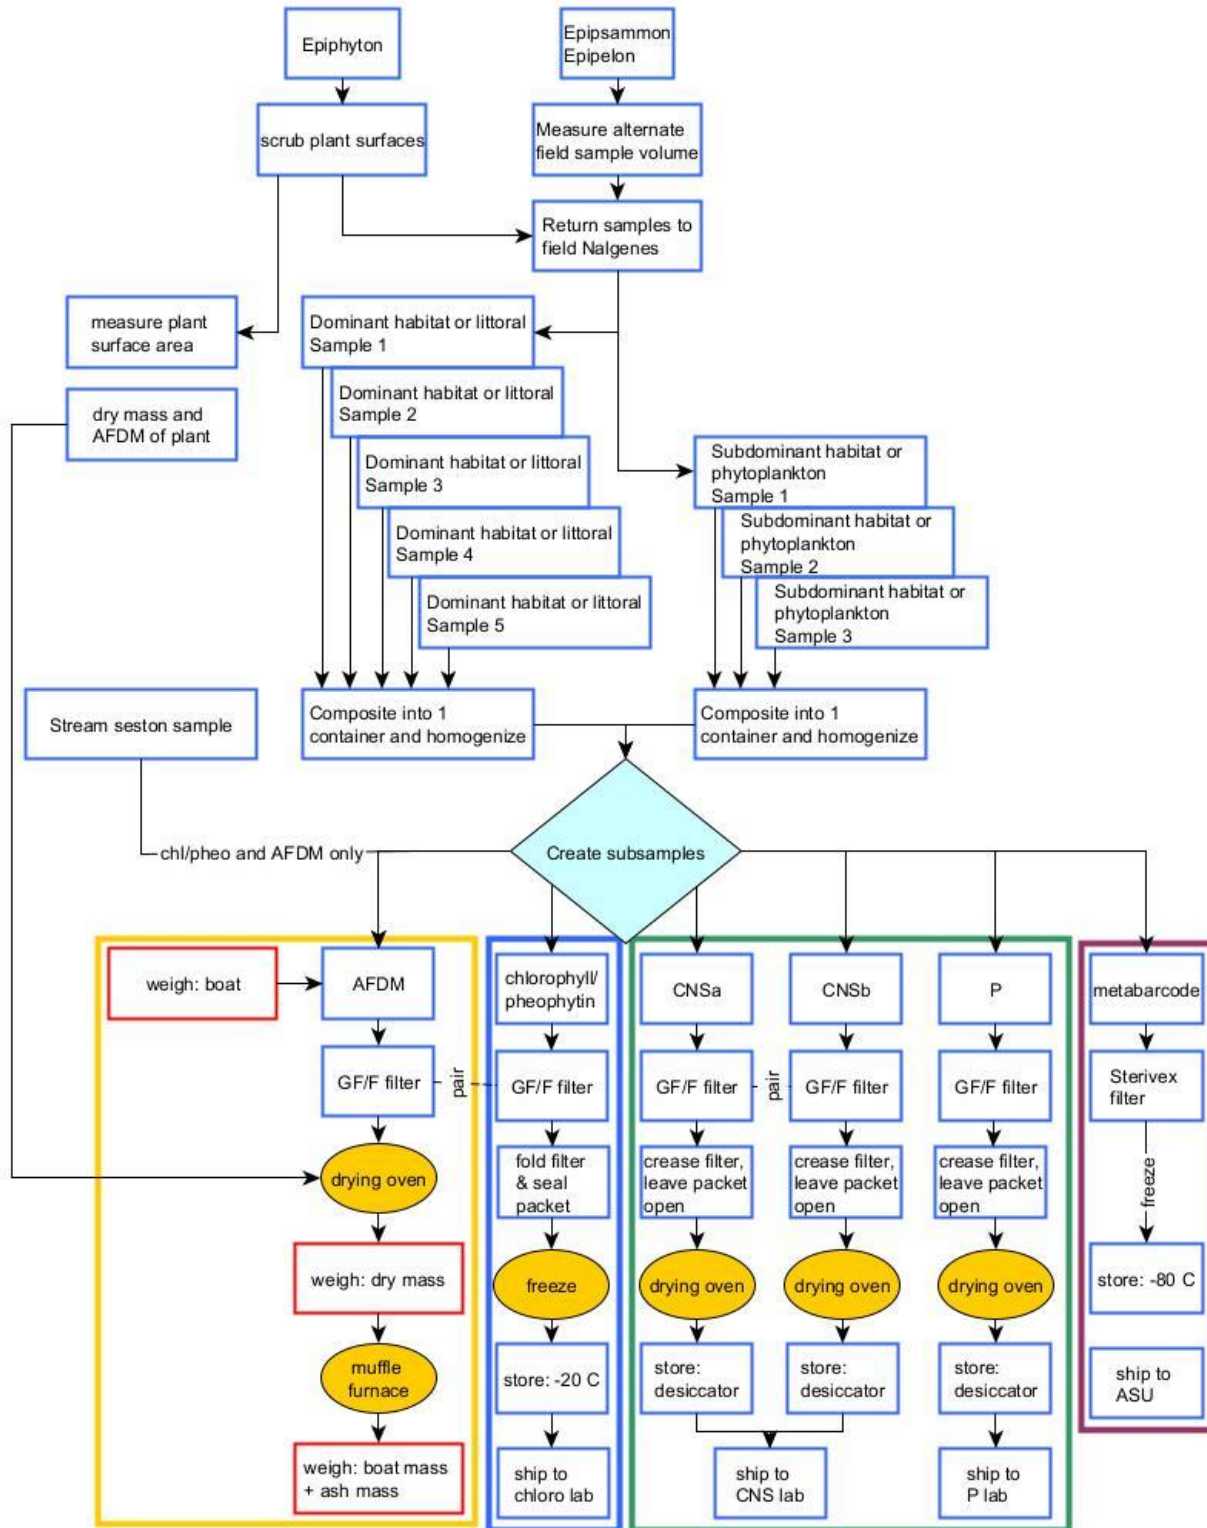 Epiphyton
Epipsammon
Epipelon
scrub plant surfaces
Measure alternate
field sample volume
Return samples to
field Nalgenes
measure plant
surface area
Dominant habitat or littoral
Sample 1
dry mass and
AFDM of plant
Dominant habitat or littoral
Sample 2
Dominant habitat or littoral
Sample 3
Subdominant habitat or
phytoplankton
Sample 1
Dominant habitat or littoral
Sample 4
Subdominant habitat or
phytoplankton
Sample 2
Dominant habitat or littoral
Sample 5
Subdominant habitat or
phytoplankton
Sample 3
Stream seston sample
Composite into 1
container and homogenize
Composite into 1
container and homogenize
chl/pheo and AFDM only
Create subsamples
weigh: boat
AFDM
GF/F filter
pair
drying oven
weigh: dry mass
muffle
furnace
weigh: boat mass
+ ash mass
chlorophyll/
pheophytin
GF/F filter
fold filter
& seal
packet
freeze
store: -20 C
ship to
chloro lab
CNSa
GF/F filter
pair
crease filter,
leave packet
open
drying oven
store:
desiccator
CNSb
GF/F filter
crease filter,
leave packet
open
drying oven
store:
desiccator
ship to
CNS lab
P
GF/F filter
crease filter,
leave packet
open
drying oven
store:
desiccator
ship to
P lab
metabarcode
Sterivex
filter
freeze
store: -80 C
ship to
ASU